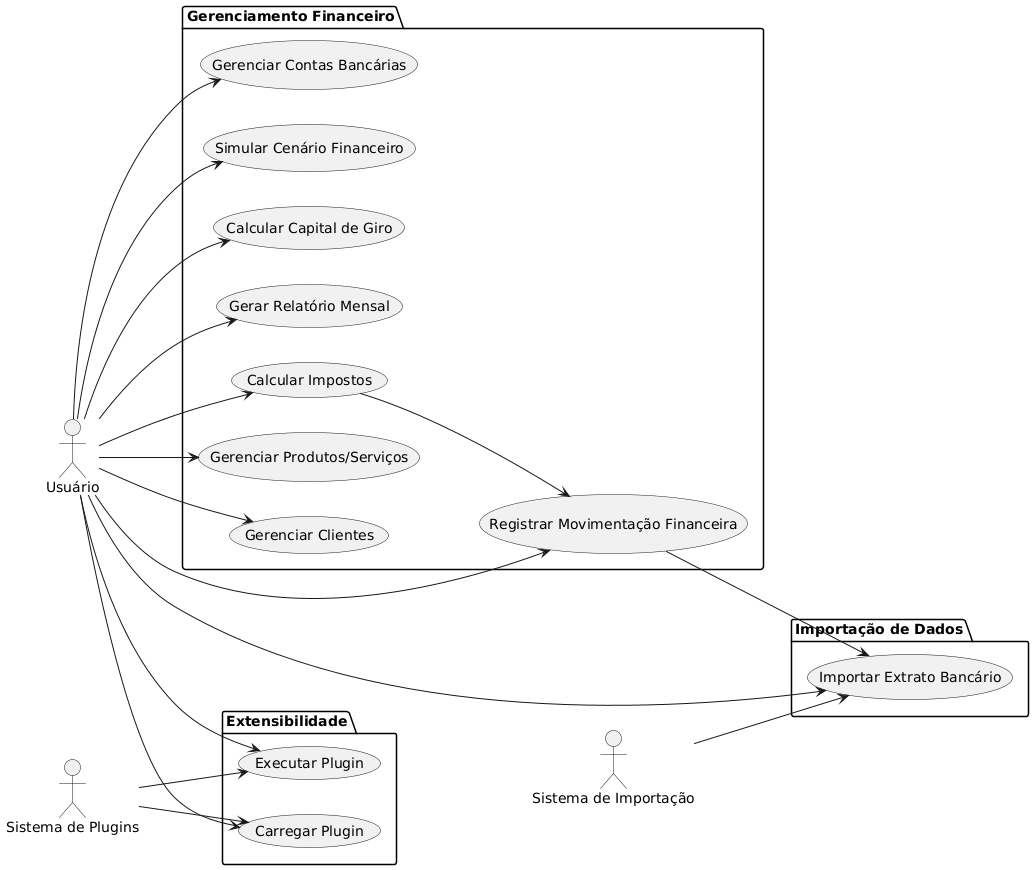 Gerenciamento Financeiro
Gerenciar Contas Bancárias
Simular Cenário Financeiro
Calcular Capital de Giro
Gerar Relatório Mensal
Calcular Impostos
Gerenciar Produtos/Serviços
Usuário
Registrar Movimentação Financeira
Gerenciar Clientes
Importação de Dados
Importar Extrato Bancário
Extensibilidade
Executar Plugin
Sistema de Importação
Sistema de Plugins
Carregar Plugin